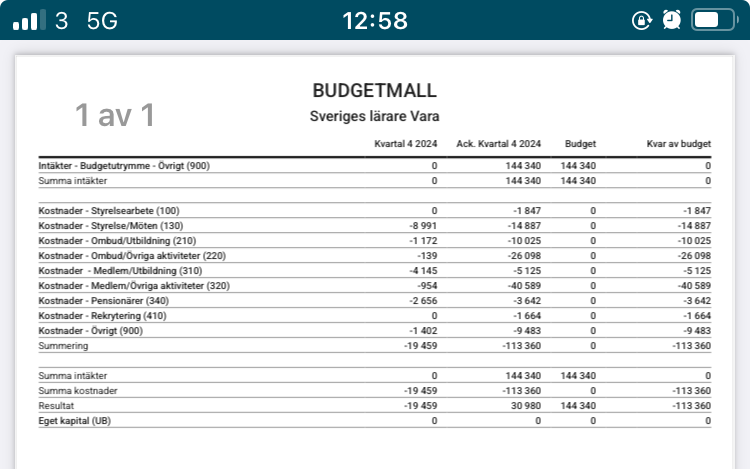 3 5G 12:58
BUDGETMALL
1 av 1
Sveriges lärare Vara
Kvartal 4 2024 Ack. Kvartal 4 2024 Budget Kvar av budget
Intäkter - Budgetutrymme - Övrigt (900) 0 144 340 144 340 0
Summa intäkter 0 144 340 144 340 0
Kostnader - Styrelsearbete (100) 0 -1 847 0 -1 847
Kostnader - Styrelse/Möten (130) -8 991 -14 887 0 -14 887
Kostnader - Ombud/Utbildning (210) -1 172 -10 025 0 -10 025
Kostnader - Ombud/Övriga aktiviteter (220) -139 -26 098 0 -26 098
Kostnader - Medlem/Utbildning (310) -4 145 -5 125 0 -5 125
Kostnader - Medlem/Övriga aktiviteter (320) -954 -40 589 0 -40 589
Kostnader - Pensionärer (340) -2 656 -3 642 0 -3 642
Kostnader - Rekrytering (410) 0 -1 664 0 -1 664
Kostnader - Övrigt (900) -1 402 -9 483 0 -9 483
Summering -19 459 -113 360 0 -113 360
Summa intäkter 0 144 340 144 340 0
Summa kostnader -19 459 -113 360 0 -113 360
Resultat -19 459 30 980 144 340 -113 360
Eget kapital (UB) 0 0 0 0